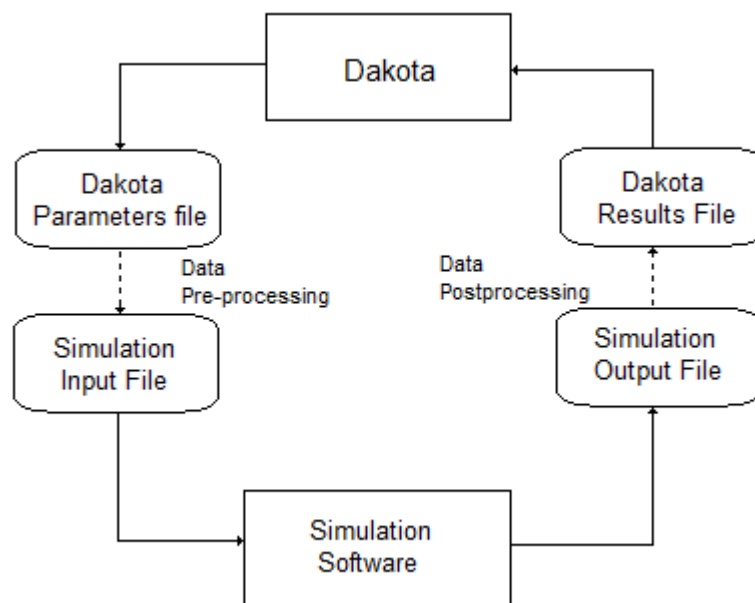 Dakota
Dakota
Parameters file
Dakota
Results File
Data
Pre-processing
Data
Postprocessing
Simulation
Input File
Simulation
Output File
Simulation
Software